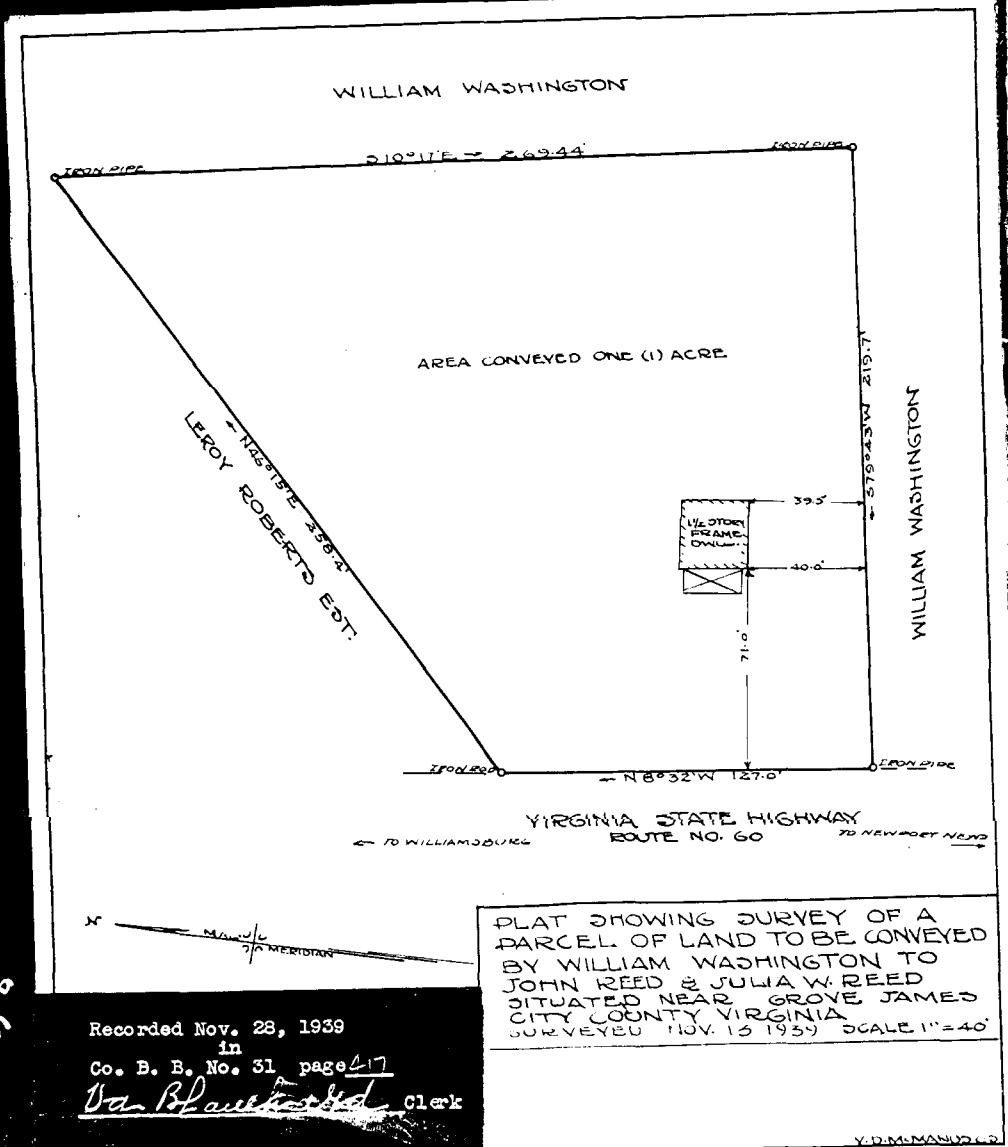 WILLIAM WASHINGTON
IRON PIPE
S10°17'E 269.44'
IRON PIPE
AREA CONVEYED ONE (1) ACRE
S79°43'W 219.7'
WILLIAM WASHINGTON
LEROY ROBERTS EST.
N46°15'E 358.4'
39.5'
1½ STORY
FRAME
DWL.
40.0'
71.0'
IRON ROD
N8°32'W 127.0'
IRON PIPE
VIRGINIA STATE HIGHWAY
ROUTE NO. 60
← TO WILLIAMSBURG
TO NEWPORT NEWS
N
MERIDIAN
PLAT SHOWING SURVEY OF A
PARCEL OF LAND TO BE CONVEYED
BY WILLIAM WASHINGTON TO
JOHN REED & JULIA W. REED
SITUATED NEAR GROVE JAMES
CITY COUNTY VIRGINIA
SURVEYED NOV. 15 1939 SCALE 1"=40'
Recorded Nov. 28, 1939
in
Co. B. B. No. 31 page
Clerk